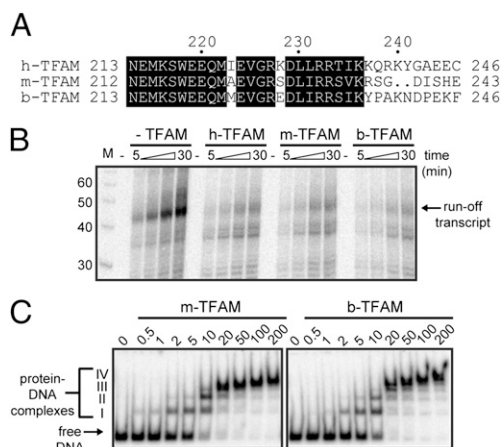 A
220 230 240
h-TFAM 213 NEMKSWEEQMIEVGRKDLLRRTIKKQRKYGAEEC 246
m-TFAM 212 NEMKSWEEQMAEVGRSDLIRRSVKRSG..DISHE 243
b-TFAM 213 NEMKSWEEQMMEVGREDLIRRSIKYPAKNDPEKF 246
B
- TFAM h-TFAM m-TFAM b-TFAM
M - 5 30 - 5 30 - 5 30 - 5 30 time
(min)
60
50
40
30
run-off
transcript
C
m-TFAM b-TFAM
0 0.5 1 2 5 10 20 50 100 200 0 0.5 1 2 5 10 20 50 100 200
protein-
DNA
complexes
IV
III
II
I
free
DNA